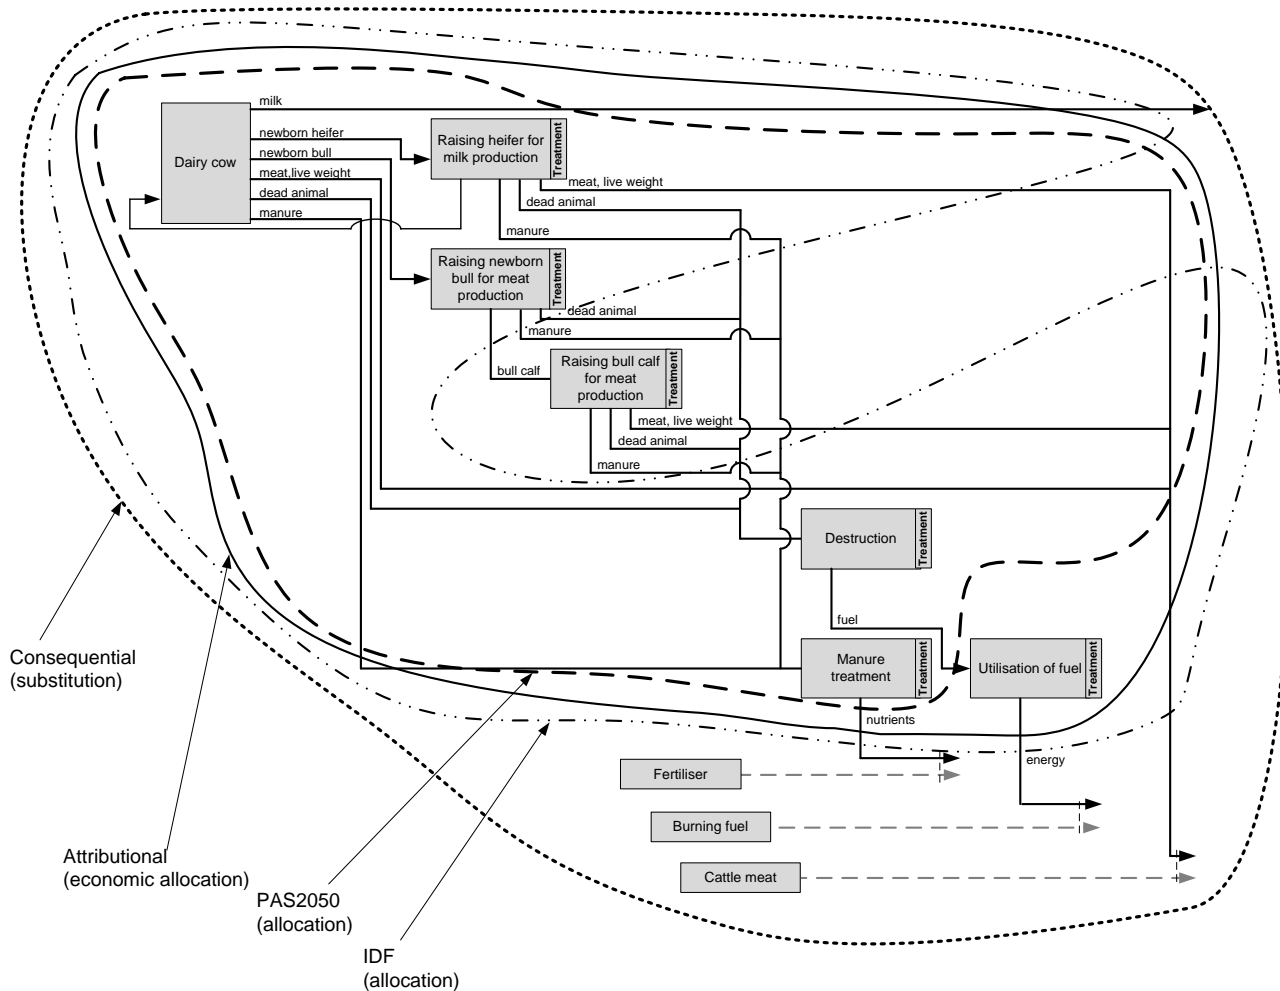 milk
newborn heifer
newborn bull
meat,live weight
dead animal
manure
Dairy cow
Raising heifer for
milk production
Treatment
meat, live weight
dead animal
manure
Raising newborn
bull for meat
production
Treatment
dead animal
manure
bull calf
Raising bull calf
for meat
production
Treatment
meat, live weight
dead animal
manure
Destruction
Treatment
fuel
Manure
treatment
Treatment
Utilisation of fuel
Treatment
nutrients
energy
Fertiliser
Burning fuel
Cattle meat
Consequential
(substitution)
Attributional
(economic allocation)
PAS2050
(allocation)
IDF
(allocation)